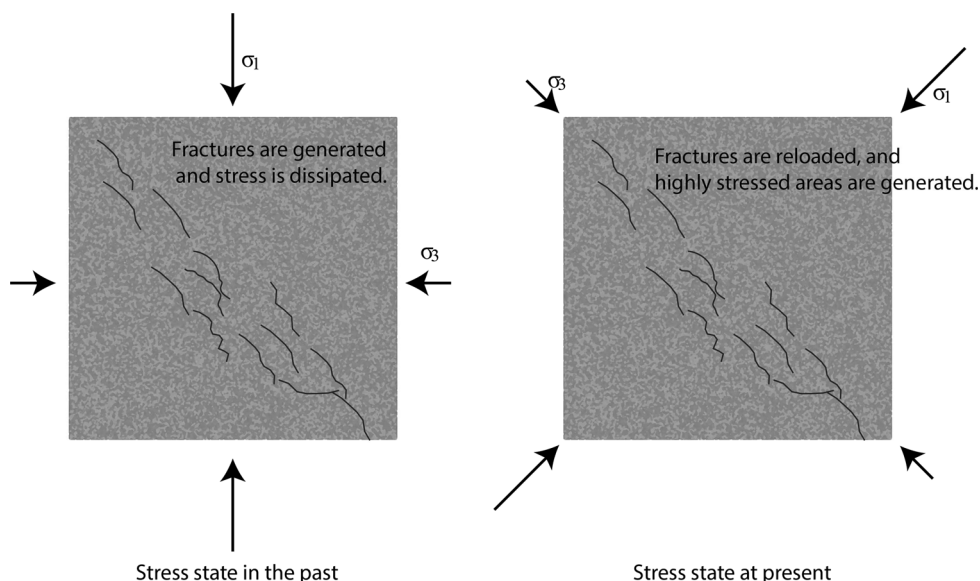 σ1
Fractures are generated
and stress is dissipated.
σ3
Stress state in the past
σ3
σ1
Fractures are reloaded, and
highly stressed areas are generated.
Stress state at present